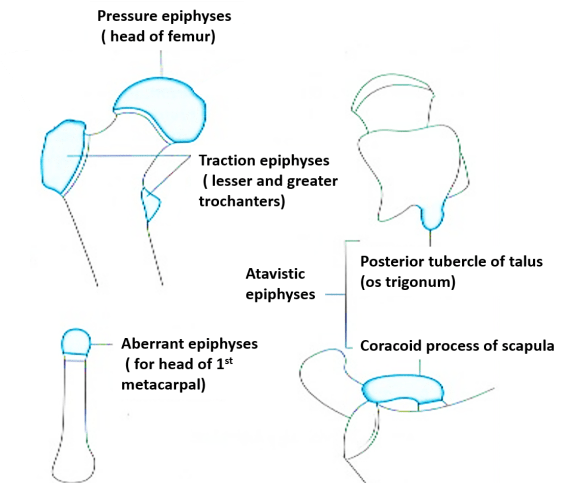 Pressure epiphyses
( head of femur)
Traction epiphyses
( lesser and greater
trochanters)
Posterior tubercle of talus
(os trigonum)
Atavistic
epiphyses
Aberrant epiphyses
( for head of 1st
metacarpal)
Coracoid process of scapula